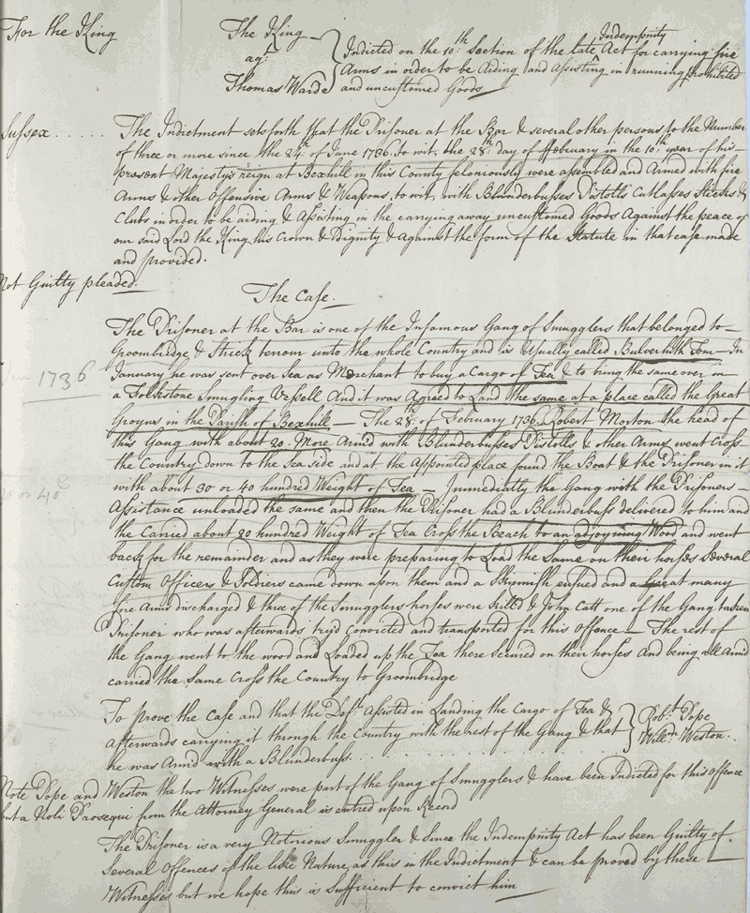 For the King
The King
agt
Thomas Warde
Indicted on the 10th: Section of the late Indempnity Act for carrying fire
Arms in order to be Aiding and Assisting in running prohibited
and uncustomed Goods
Sussex......
The Indictment setsforth that the Prisoner at the Bar & several other persons to the Number
of three or more since the 24th of June 1736. to wit, the 28th: day of ffebruary in the 10th year of his
present Majestys reign at Bexhill in this County feloniously were assembled and Armed with fire
Arms & other Offensive Arms & Weapons, to wit, with Blunderbusses Pistolls Cutlasses Sticks &
Clubs in order to be aiding & Assisting in the carrying away uncustomed Goods Against the peace of
our said Lord the King his Crown & Dignity & Against the form of the Statute in that case made
and provided.
Not Guilty pleaded.
The Case.
The Prisoner at the Bar is one of the Infamous Gang of Smugglers that belonged to
Groombridge & Struck terrour unto the whole Country and is Usually called Bulverhith Tom – In
January he was sent over Sea as Merchant to buy a Cargo of Tea & to bring the same over in
1736
a Folkstone Smugling Vessell And it was Agreed to Land the same at a place called the Great
Groyns in the Parish of Bexhill – The 28th of February 1736 Robert Morton the head of
this Gang with about 20. More Armed with Blunderbusses Pistolls & other Arms went Cross
the Country down to the Sea side and at the Appointed place found the Boat & the Prisoner in it
with about 30 or 40 hundred Weight of Tea – Immediatly the Gang with the Prisoners
30 or 40
Assistance unloaded the same and then the Prisoner had a Blunderbuss delivered to him and
the Carried about 20 hundred Weight of Tea Cross the Beach to an adjoyning Wood and went
back for the remainder and as they were preparing to Load the Same on their horses Several
Custom Officers & Soldiers came down upon them and a Skirmish ensued and a Great many
fire Arms discharged & three of the Smugglers horses were Killed & John Catt one of the Gang taken
Prisoner who was afterwards tryd Convicted and transported for this Offence – The rest of
the Gang went to the wood and Loaded up the Tea there Secured on their horses And being all Armd
carried the Same Cross the Country to Groombridge
To prove the Case and that the Deft. Assisted in Landing the Cargo of Tea &
afterwards carrying it through the Country with the rest of the Gang & that
he was Armd with a Blunderbuss.
Robt. Pope
Willm. Weston.
Note Pope and Weston the two Witnesses were part of the Gang of Smugglers & have been Indicted for this Offence
but a Noli Prosequi from the Attorney General is entred upon Record
The Prisoner is a very Notorious Smuggler & Since the Indempnity Act has been Guilty of
Several Offences of the like Nature as this in the Indictment & can be proved by these
Witnesses but we hope this is Sufficient to convict him